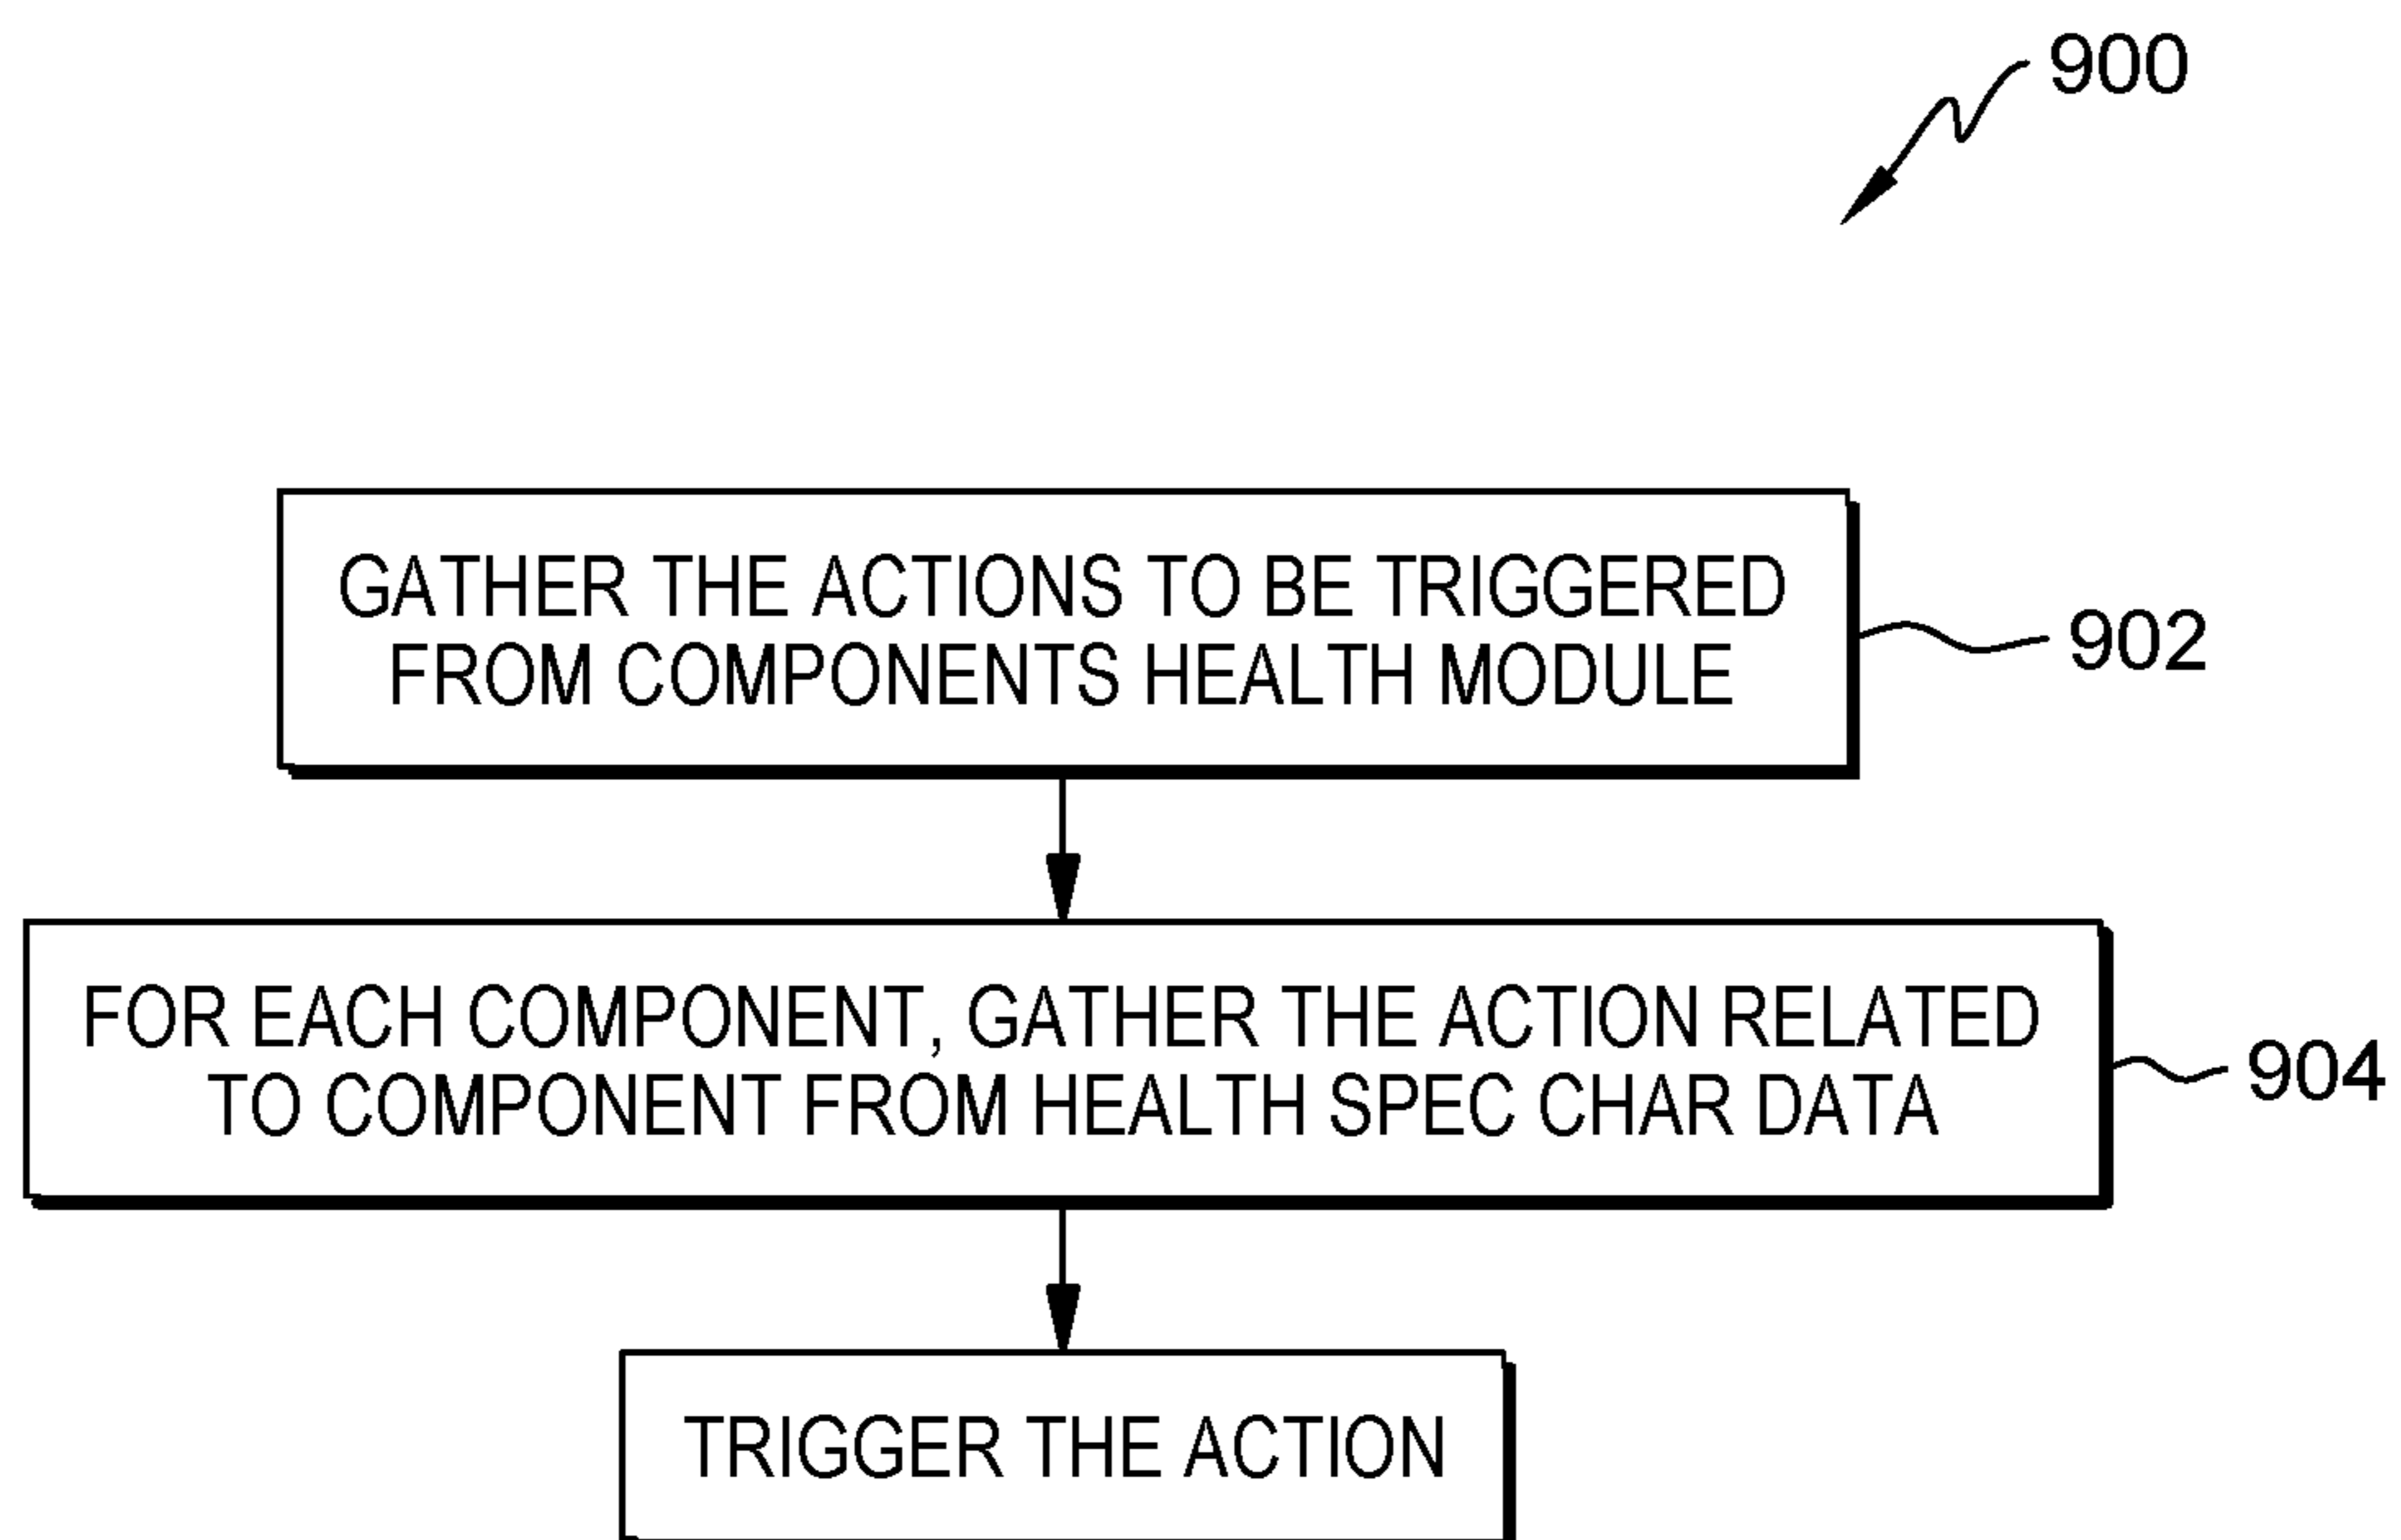 900
GATHER THE ACTIONS TO BE TRIGGERED
FROM COMPONENTS HEALTH MODULE
902
FOR EACH COMPONENT, GATHER THE ACTION RELATED
TO COMPONENT FROM HEALTH SPEC CHAR DATA
904
TRIGGER THE ACTION